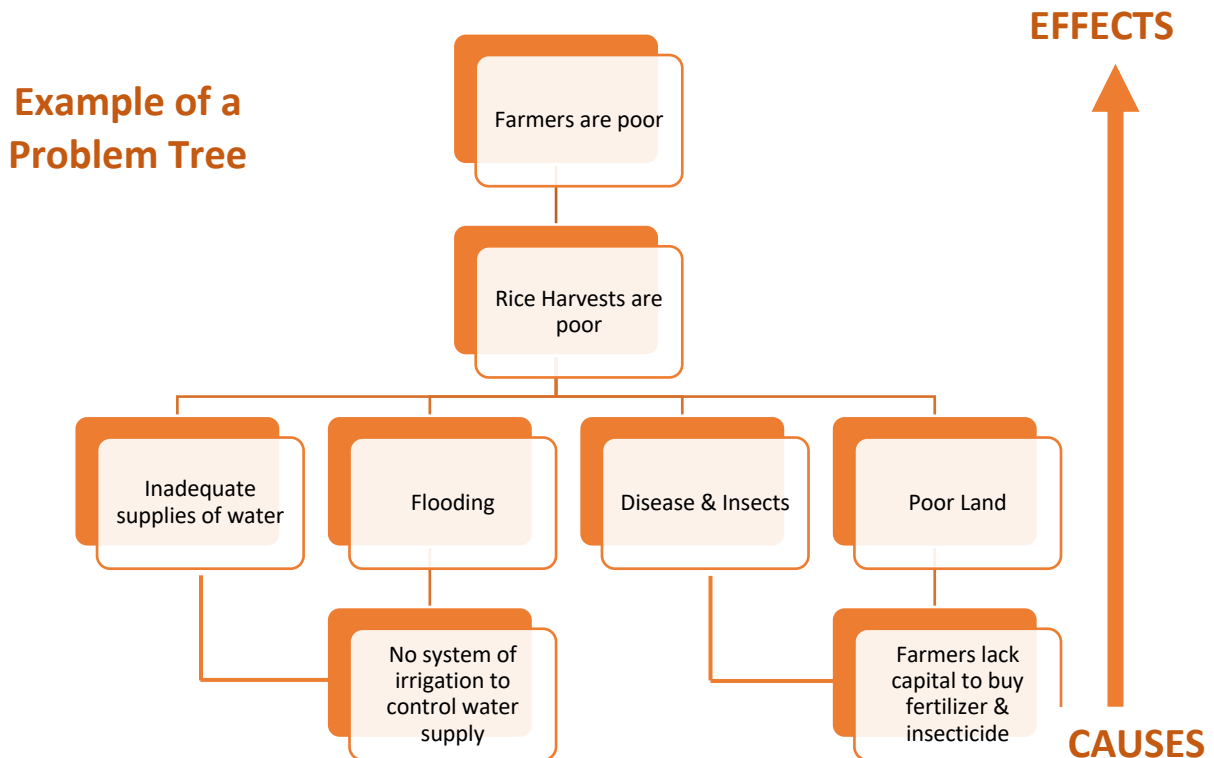 EFFECTS
Example of a
Problem Tree
Farmers are poor
Rice Harvests are
poor
Inadequate
supplies of water
Flooding
Disease & Insects
Poor Land
No system of
irrigation to
control water
supply
Farmers lack
capital to buy
fertilizer &
insecticide
CAUSES